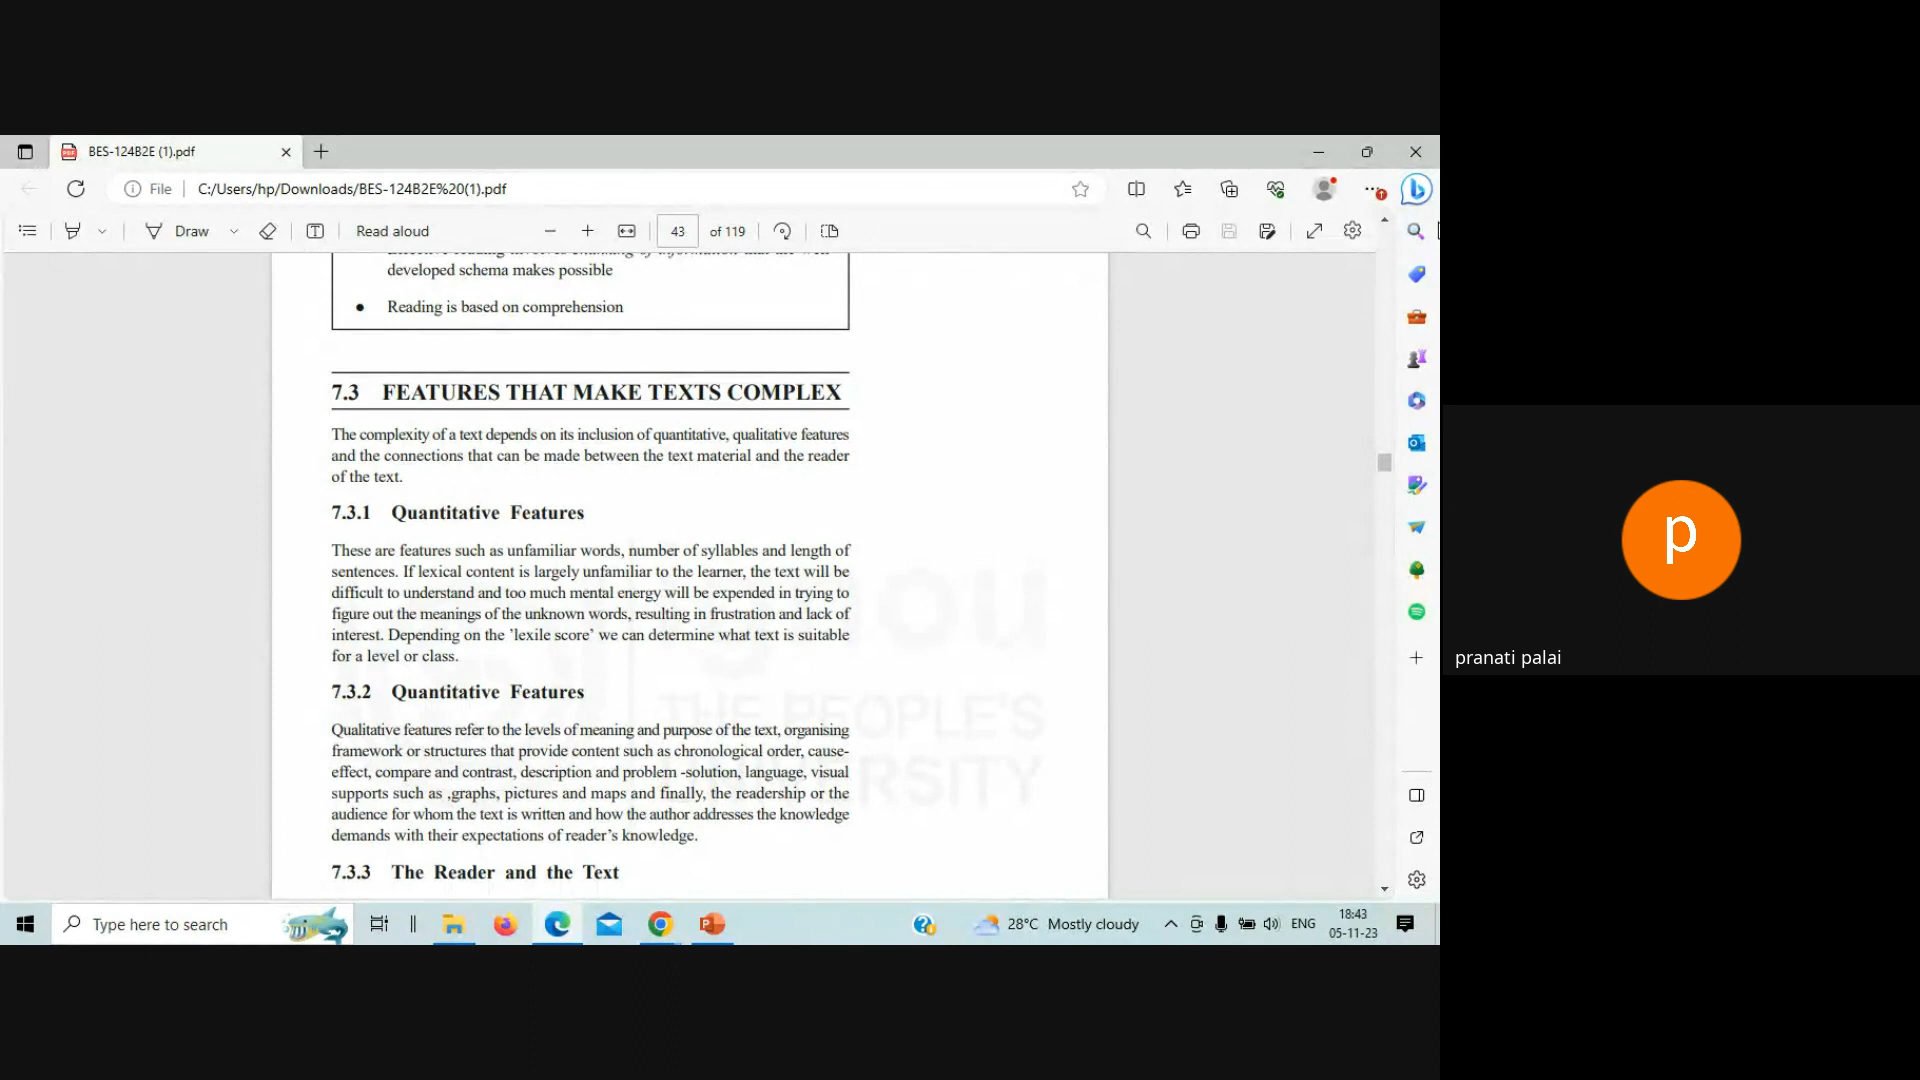 BES-124B2E (1).pdf
File
C:/Users/hp/Downloads/BES-124B2E%20(1).pdf
Draw
Read aloud
43
of 119
developed schema makes possible
● Reading is based on comprehension
7.3 FEATURES THAT MAKE TEXTS COMPLEX
The complexity of a text depends on its inclusion of quantitative, qualitative features
and the connections that can be made between the text material and the reader
of the text.
7.3.1 Quantitative Features
These are features such as unfamiliar words, number of syllables and length of
sentences. If lexical content is largely unfamiliar to the learner, the text will be
difficult to understand and too much mental energy will be expended in trying to
figure out the meanings of the unknown words, resulting in frustration and lack of
interest. Depending on the 'lexile score' we can determine what text is suitable
for a level or class.
7.3.2 Quantitative Features
Qualitative features refer to the levels of meaning and purpose of the text, organising
framework or structures that provide content such as chronological order, cause-
effect, compare and contrast, description and problem -solution, language, visual
supports such as ,graphs, pictures and maps and finally, the readership or the
audience for whom the text is written and how the author addresses the knowledge
demands with their expectations of reader's knowledge.
7.3.3 The Reader and the Text
THE PEOPLE'S
UNIVERSITY
p
pranati palai
Type here to search
28°C Mostly cloudy
ENG
18:43
05-11-23